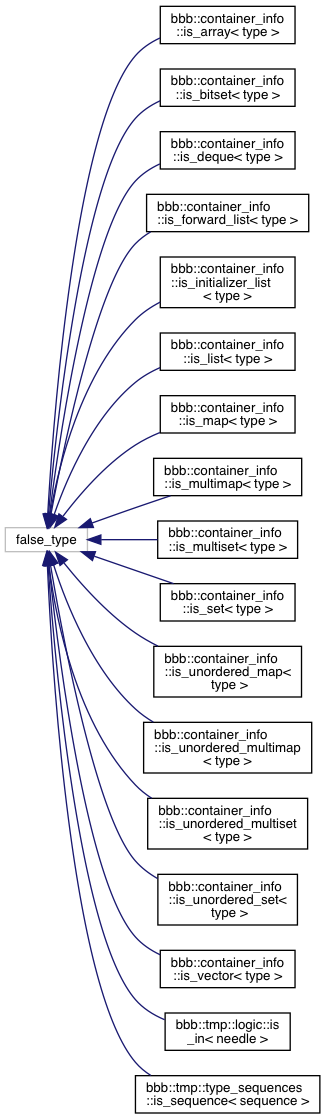 bbb::container_info
::is_array< type >
bbb::container_info
::is_bitset< type >
bbb::container_info
::is_deque< type >
bbb::container_info
::is_forward_list< type >
bbb::container_info
::is_initializer_list
< type >
bbb::container_info
::is_list< type >
bbb::container_info
::is_map< type >
bbb::container_info
::is_multimap< type >
false_type
bbb::container_info
::is_multiset< type >
bbb::container_info
::is_set< type >
bbb::container_info
::is_unordered_map<
type >
bbb::container_info
::is_unordered_multimap
< type >
bbb::container_info
::is_unordered_multiset
< type >
bbb::container_info
::is_unordered_set<
type >
bbb::container_info
::is_vector< type >
bbb::tmp::logic::is
_in< needle >
bbb::tmp::type_sequences
::is_sequence< sequence >